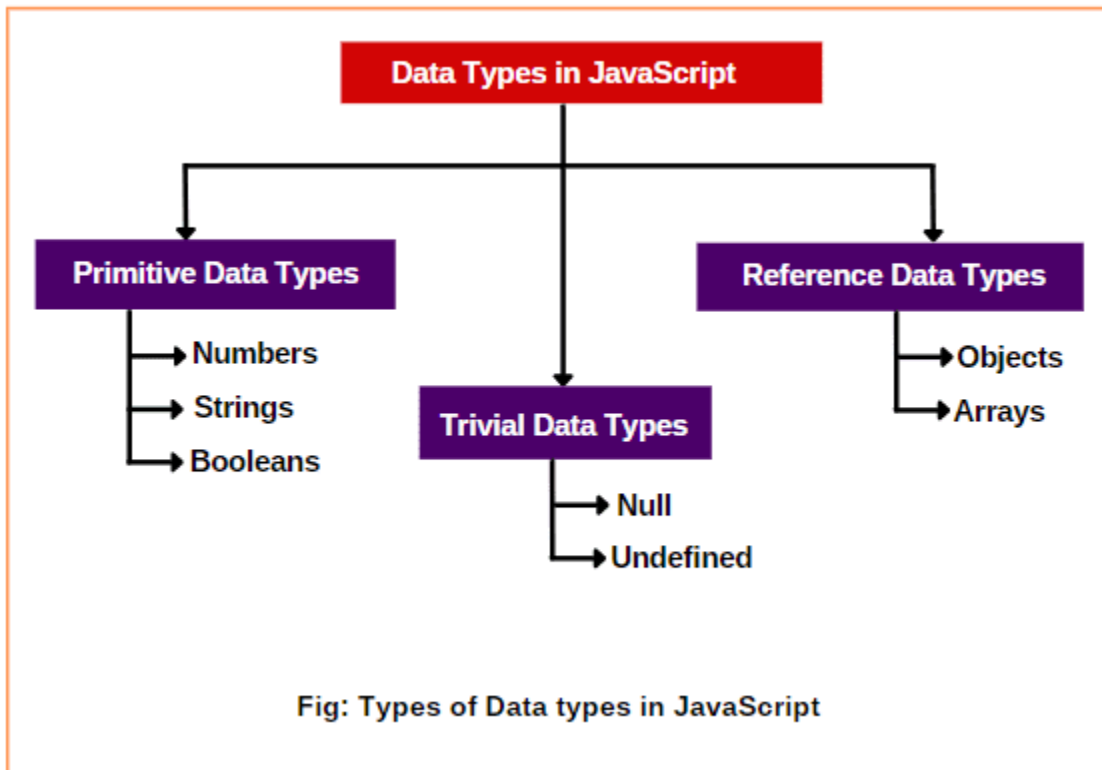 Data Types in JavaScript
Primitive Data Types
Numbers
Strings
Booleans
Trivial Data Types
Null
Undefined
Reference Data Types
Objects
Arrays
Fig: Types of Data types in JavaScript